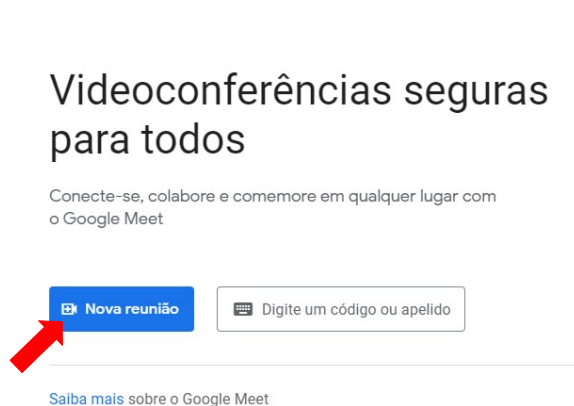 Videoconferências seguras
para todos
Conecte-se, colabore e comemore em qualquer lugar com
o Google Meet
Nova reunião
Digite um código ou apelido
Saiba mais sobre o Google Meet